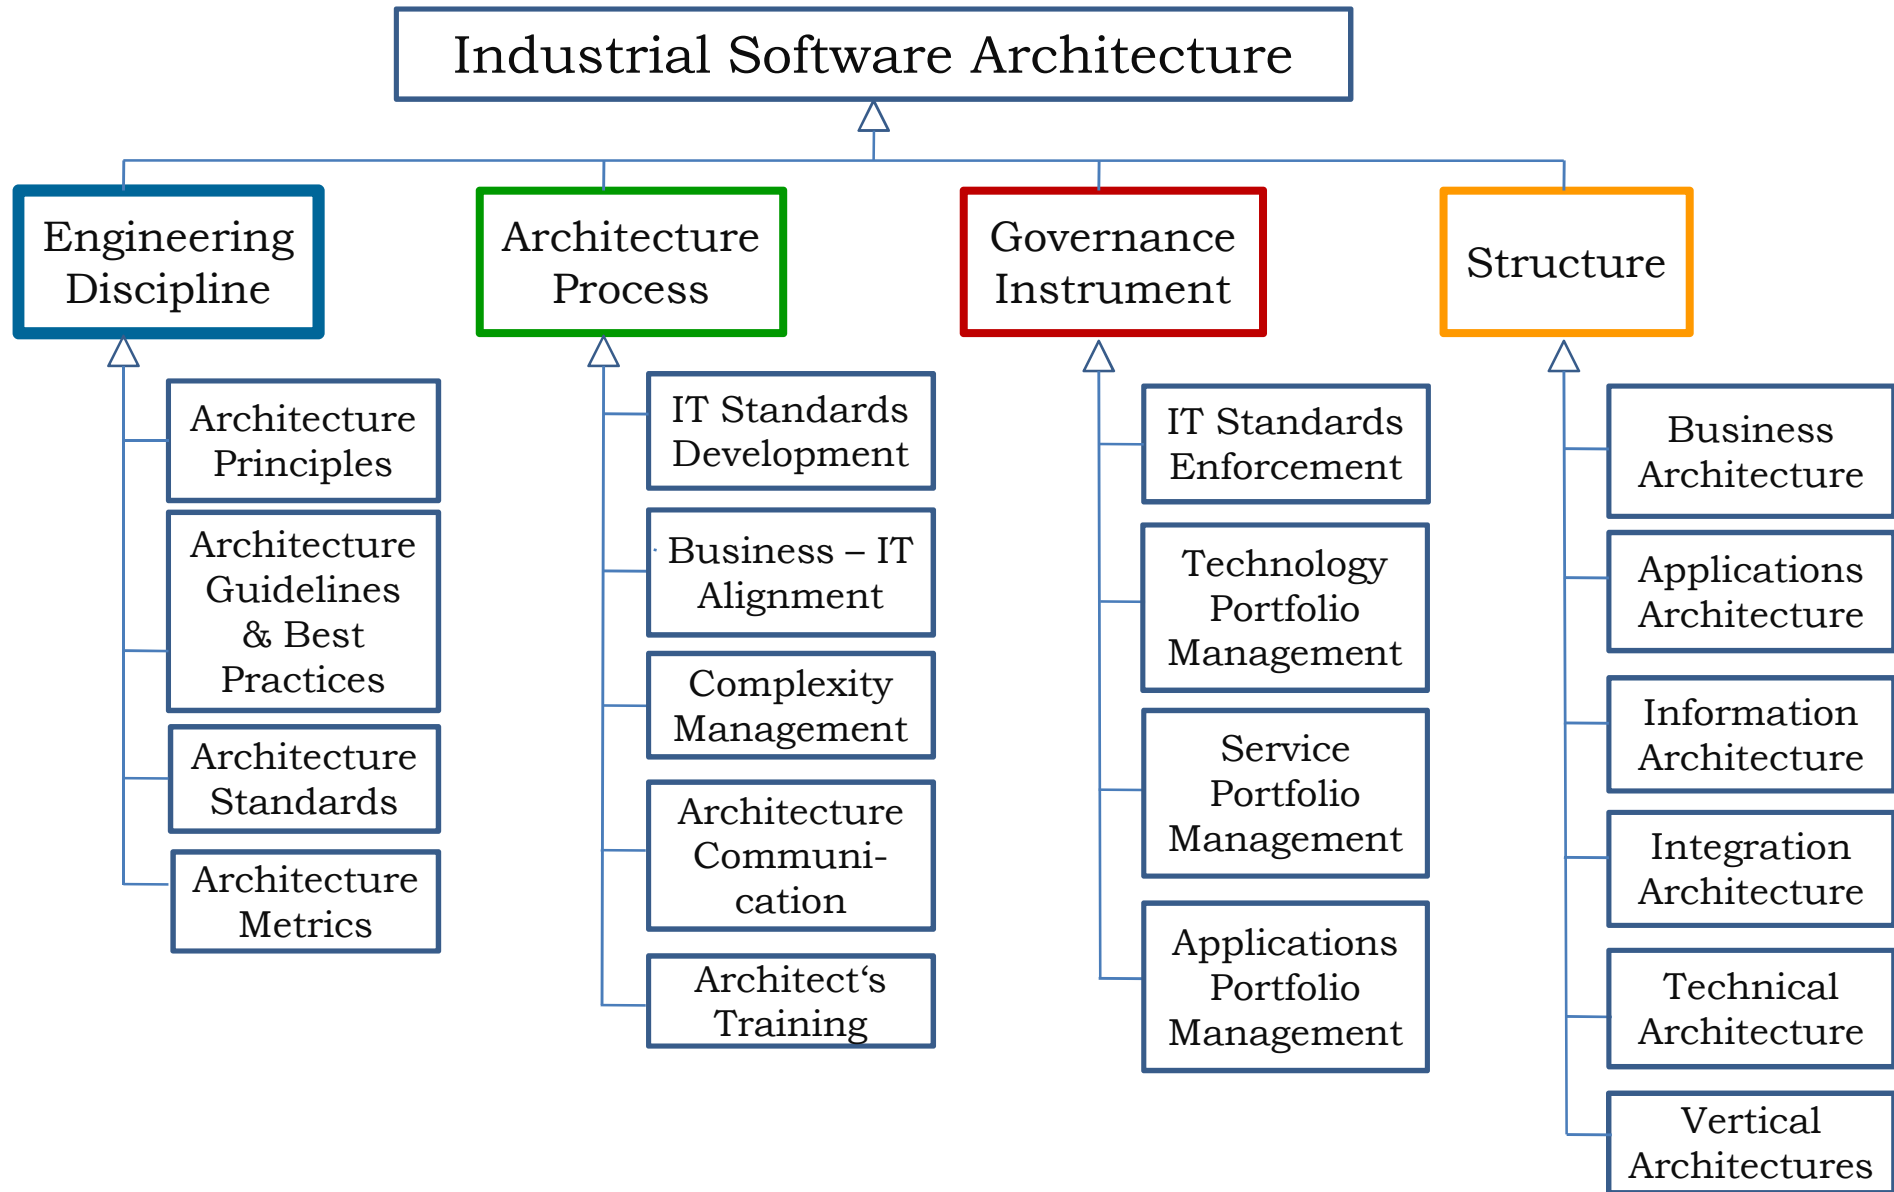 Industrial Software Architecture
Engineering
Discipline
Architecture
Principles
Architecture
Guidelines
& Best
Practices
Architecture
Standards
Architecture
Metrics
Architecture
Process
IT Standards
Development
Business – IT
Alignment
Complexity
Management
Architecture
Communi-
cation
Architect‘s
Training
Governance
Instrument
IT Standards
Enforcement
Technology
Portfolio
Management
Service
Portfolio
Management
Applications
Portfolio
Management
Structure
Business
Architecture
Applications
Architecture
Information
Architecture
Integration
Architecture
Technical
Architecture
Vertical
Architectures